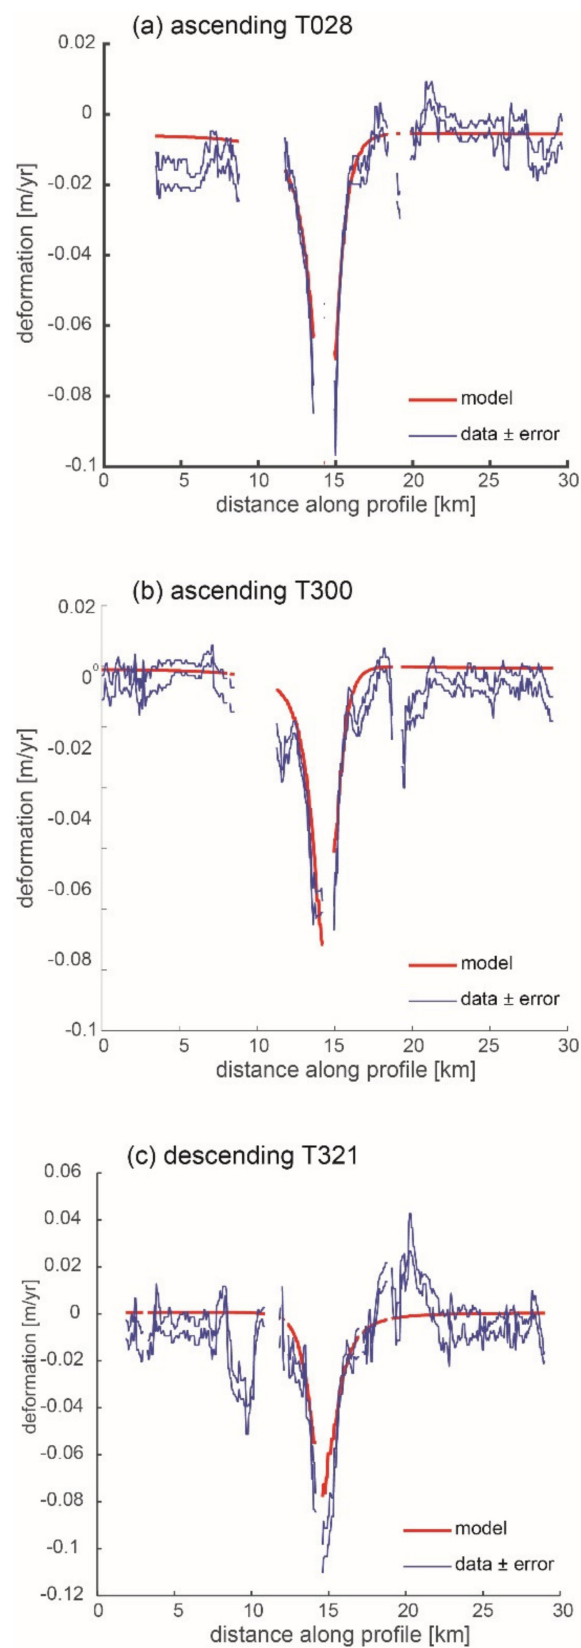 (a) ascending T028
0.02
0
-0.02
-0.04
-0.06
-0.08
-0.1
deformation [m/yr]
model
data ± error
0 5 10 15 20 25 30
distance along profile [km]
(b) ascending T300
0.02
0
0
-0.02
-0.04
-0.06
-0.08
-0.1
deformation [m/yr]
model
data ± error
0 5 10 15 20 25 30
distance along profile [km]
(c) descending T321
0.06
0.04
0.02
0
-0.02
-0.04
-0.06
-0.08
-0.1
-0.12
deformation [m/yr]
model
data ± error
0 5 10 15 20 25 30
distance along profile [km]